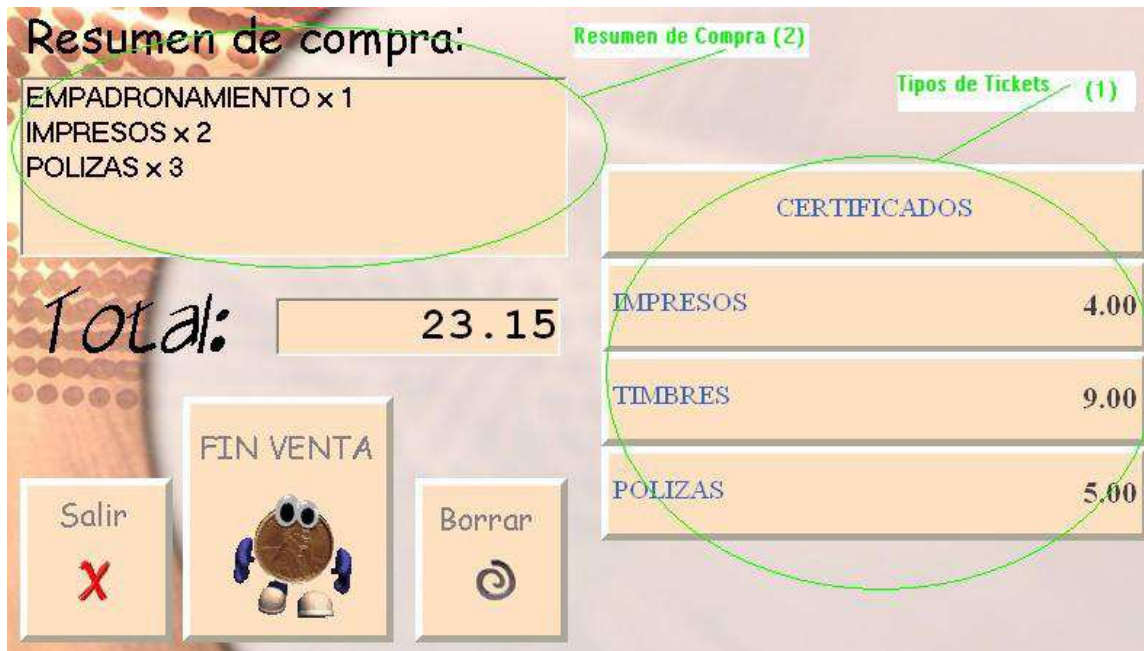 Resumen de compra:
Resumen de Compra (2)
EMPADRONAMIENTO x 1
IMPRESOS x 2
POLIZAS x 3
Tipos de Tickets (1)
CERTIFICADOS
IMPRESOS 4.00
TIMBRES 9.00
POLIZAS 5.00
Total: 23.15
FIN VENTA
Salir
X
Borrar